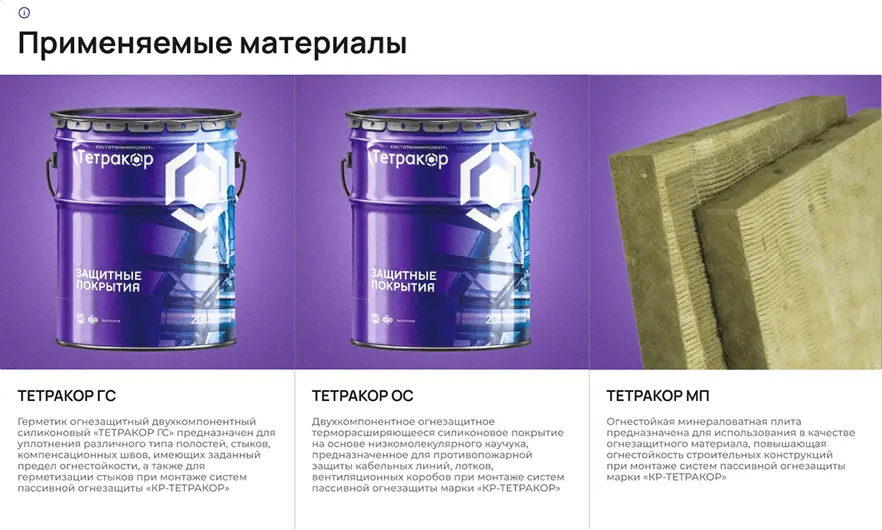 Применяемые материалы
Тетракор
ЗАЩИТНЫЕ
ПОКРЫТИЯ
20
Тетракор
ЗАЩИТНЫЕ
ПОКРЫТИЯ
20
ТЕТРАКОР ГС
Герметик огнезащитный двухкомпонентный
силиконовый «ТЕТРАКОР ГС» предназначен для
уплотнения различного типа полостей, стыков,
компенсационных швов, имеющих заданный
предел огнестойкости, а также для
герметизации стыков при монтаже систем
пассивной огнезащиты «КР-ТЕТРАКОР»
ТЕТРАКОР ОС
Двухкомпонентное огнезащитное
терморасширяющееся силиконовое покрытие
на основе низкомолекулярного каучука,
предназначенное для противопожарной
защиты кабельных линий, лотков,
вентиляционных коробов при монтаже систем
пассивной огнезащиты марки «КР-ТЕТРАКОР»
ТЕТРАКОР МП
Огнестойкая минераловатная плита
предназначена для использования в качестве
огнезащитного материала, повышающая
огнестойкость строительных конструкций
при монтаже систем пассивной огнезащиты
марки «КР-ТЕТРАКОР»